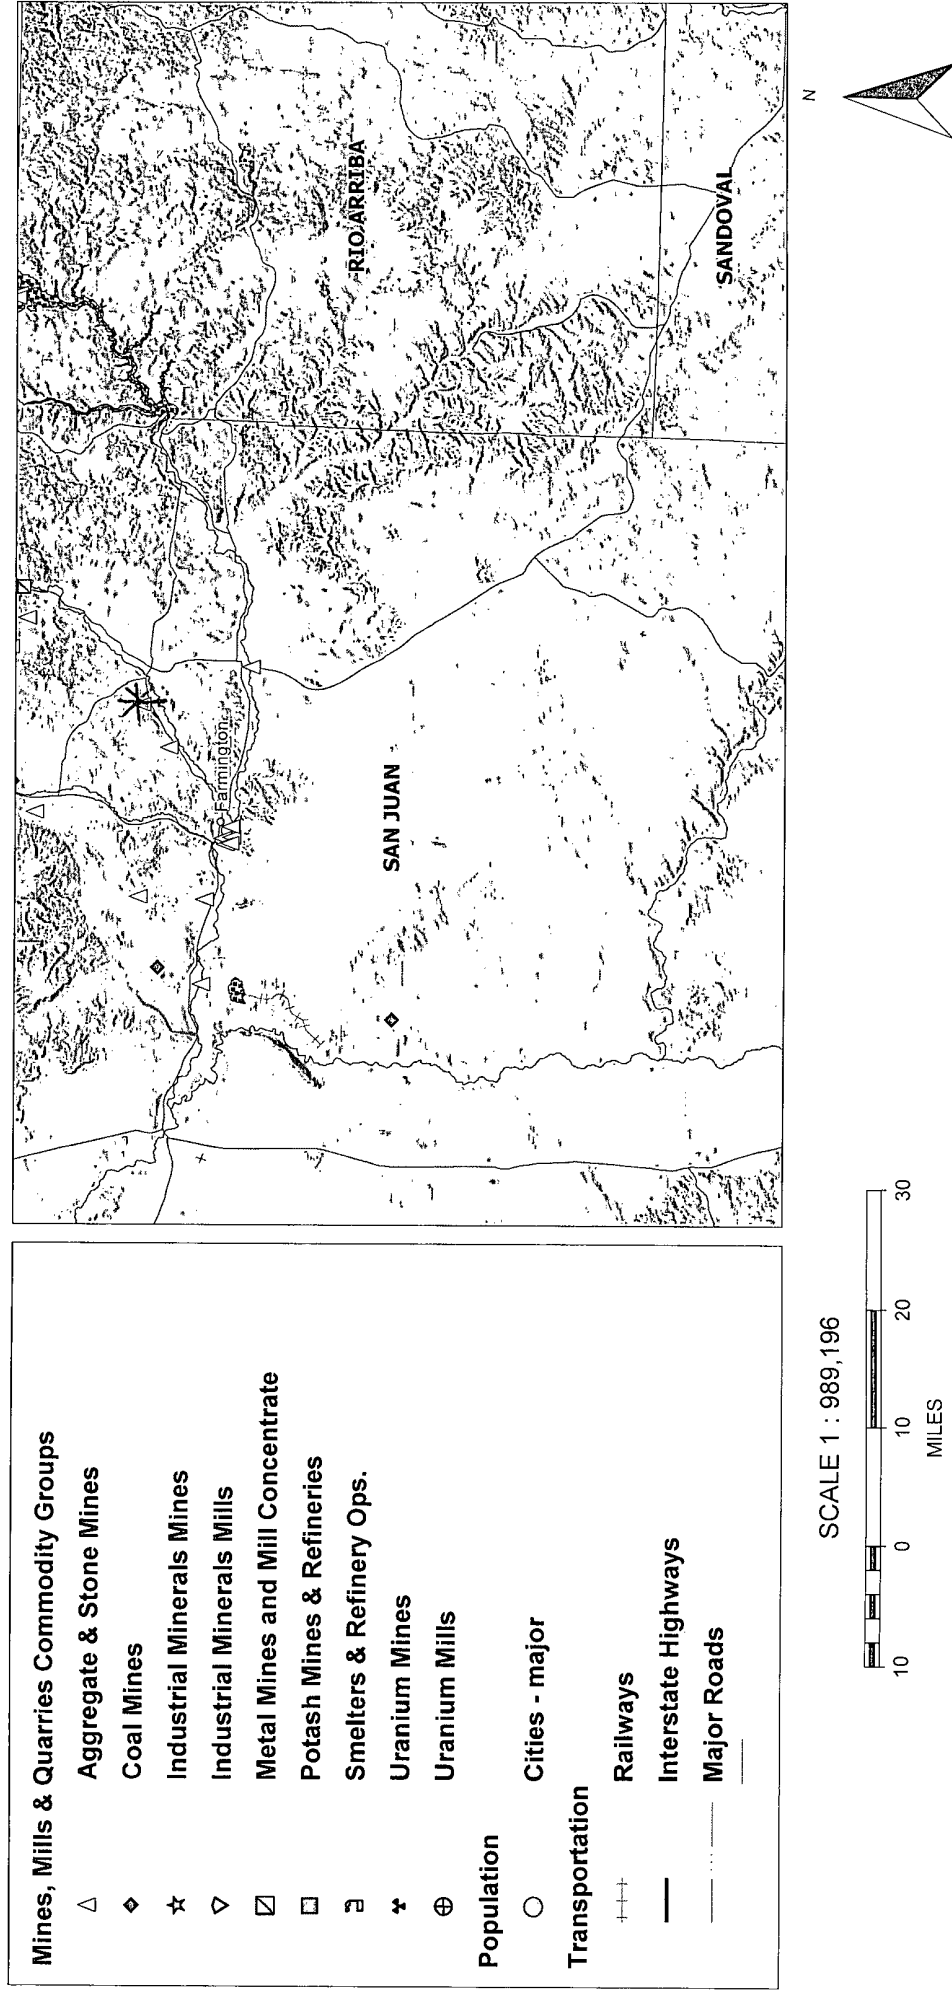 Mines, Mills & Quarries Commodity Groups
Aggregate & Stone Mines
Coal Mines
Industrial Minerals Mines
Industrial Minerals Mills
Metal Mines and Mill Concentrate
Potash Mines & Refineries
Smelters & Refinery Ops.
Uranium Mines
Uranium Mills
Population
Cities - major
Transportation
Railways
Interstate Highways
Major Roads
Farmington
SAN JUAN
RIO ARRIBA
SANDOVAL
SCALE 1 : 989,196
10 0 10 20 30
MILES
N